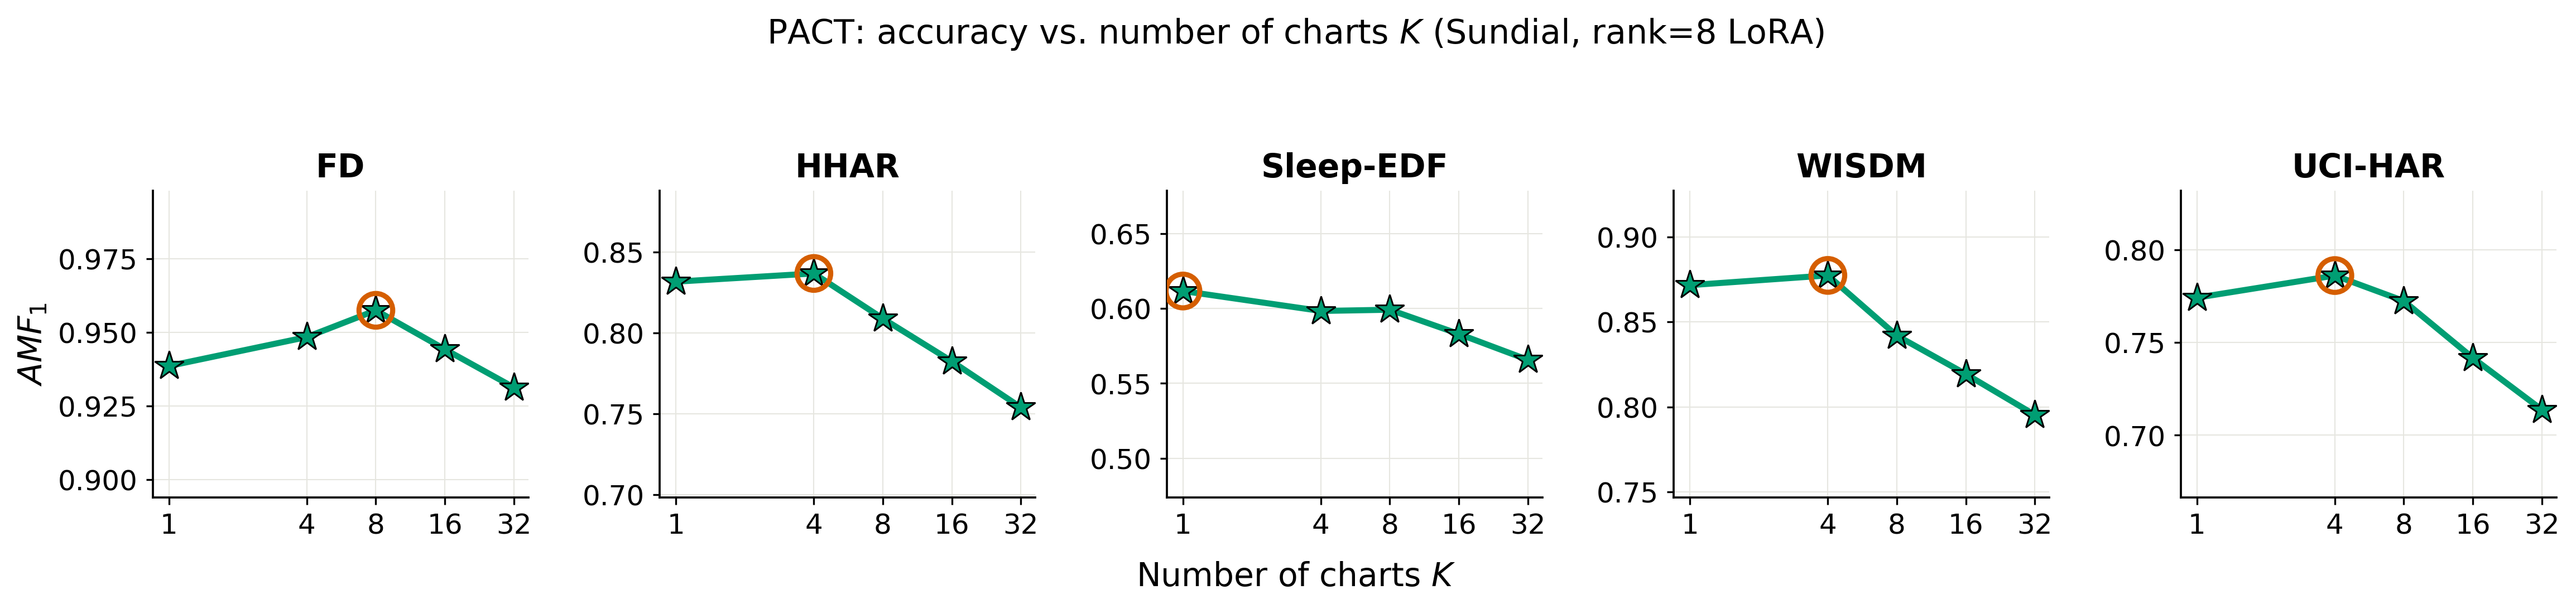 PACT: accuracy vs. number of charts K (Sundial, rank=8 LoRA)
FD
HHAR
Sleep-EDF
WISDM
UCI-HAR
AMF₁
0.975
0.950
0.925
0.900
1 4 8 16 32
0.85
0.80
0.75
0.70
1 4 8 16 32
0.65
0.60
0.55
0.50
1 4 8 16 32
0.90
0.85
0.80
0.75
1 4 8 16 32
0.80
0.75
0.70
1 4 8 16 32
Number of charts K